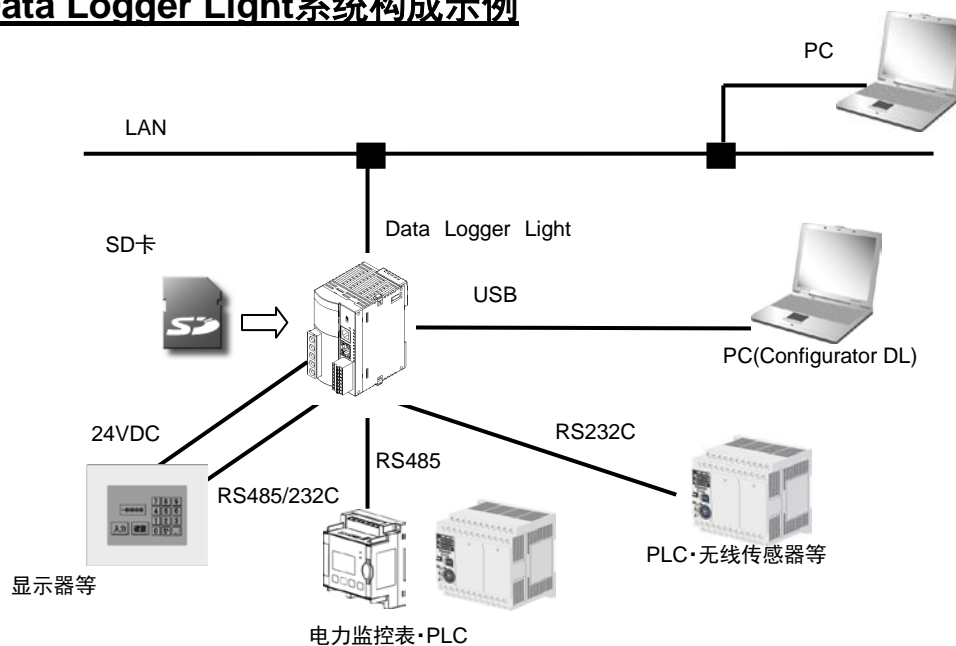 Data Logger Light系统构成示例
PC
LAN
Data Logger Light
SD卡
USB
PC(Configurator DL)
24VDC
RS232C
RS485
RS485/232C
PLC・无线传感器等
显示器等
电力监控表・PLC